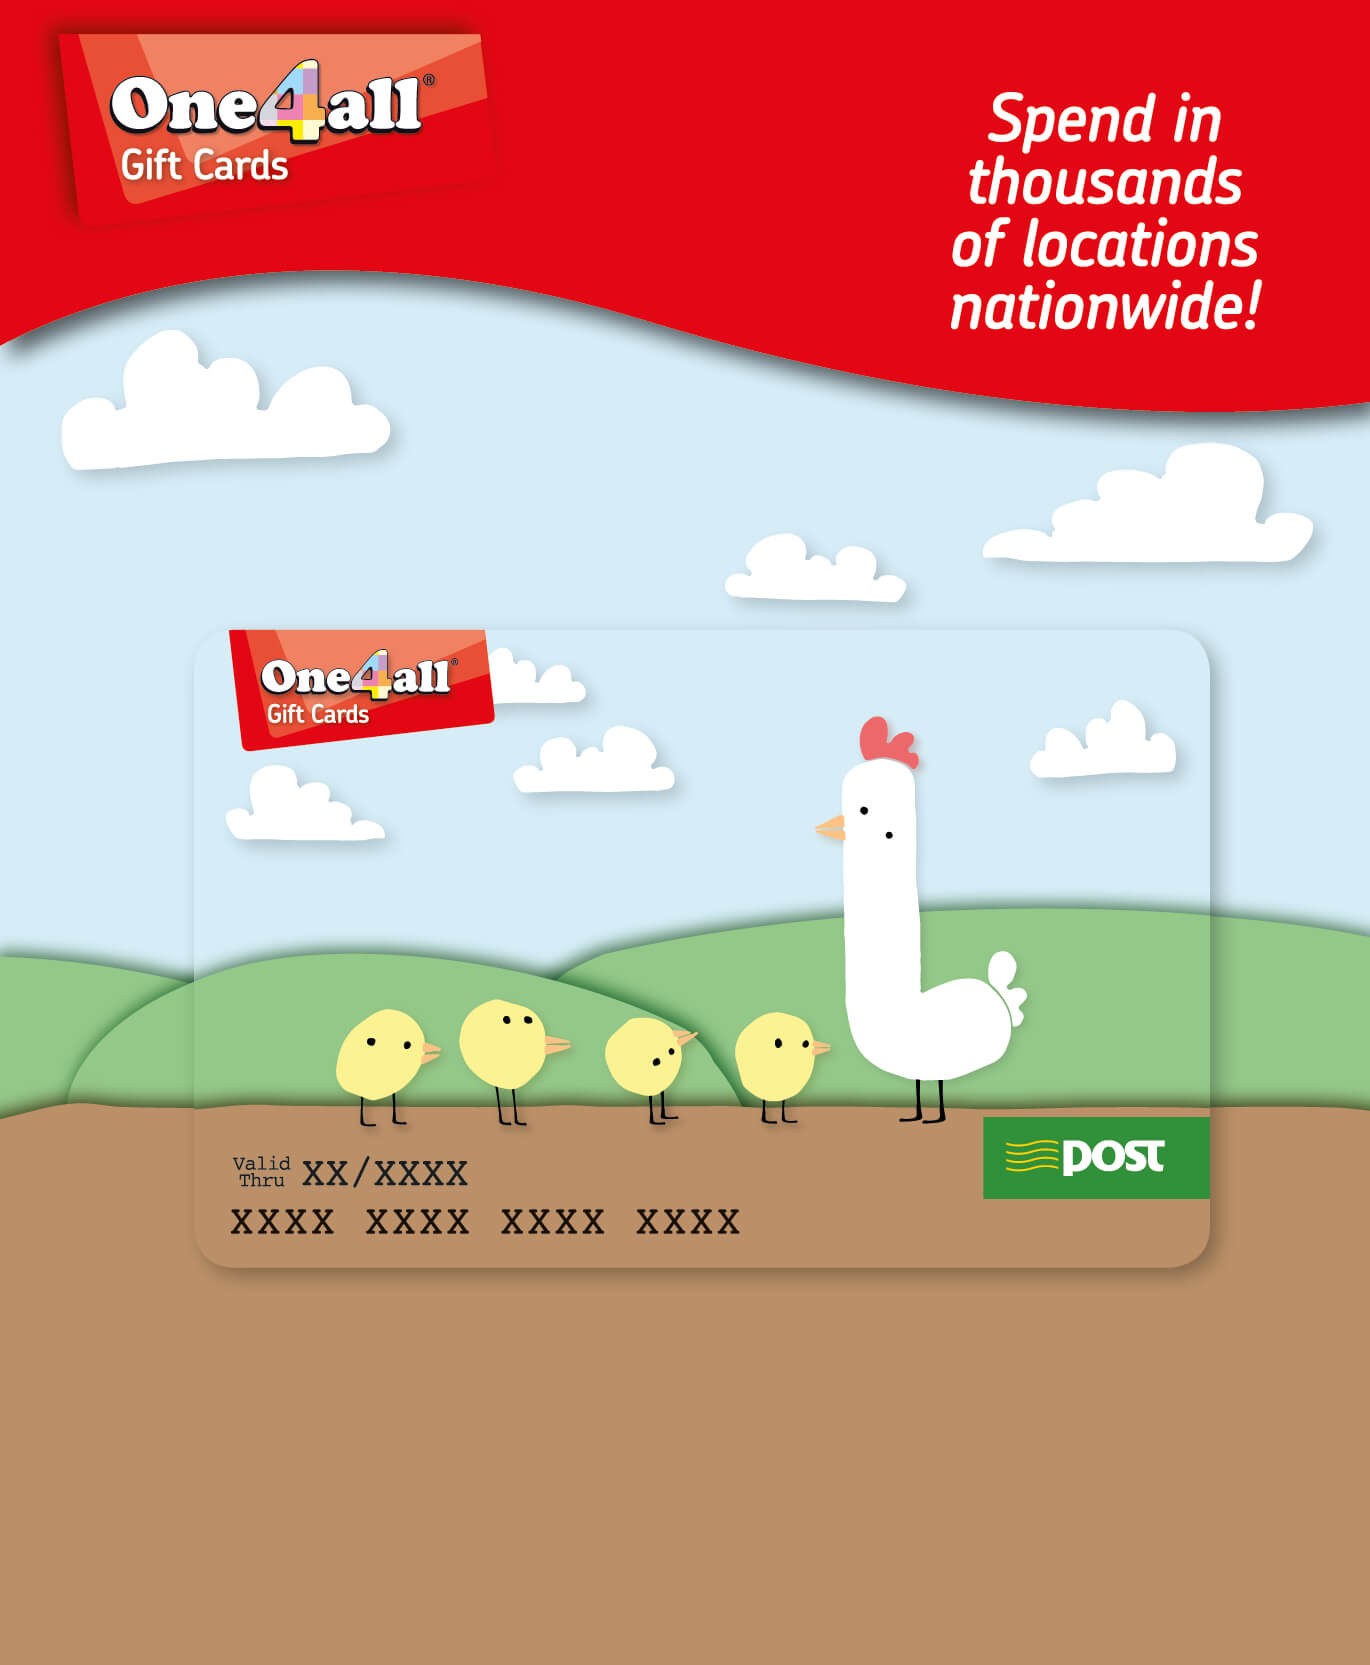 One4all®
Gift Cards
Spend in
thousands
of locations
nationwide!
One4all®
Gift Cards
Valid
Thru XX/XXXX
XXXX XXXX XXXX XXXX
post